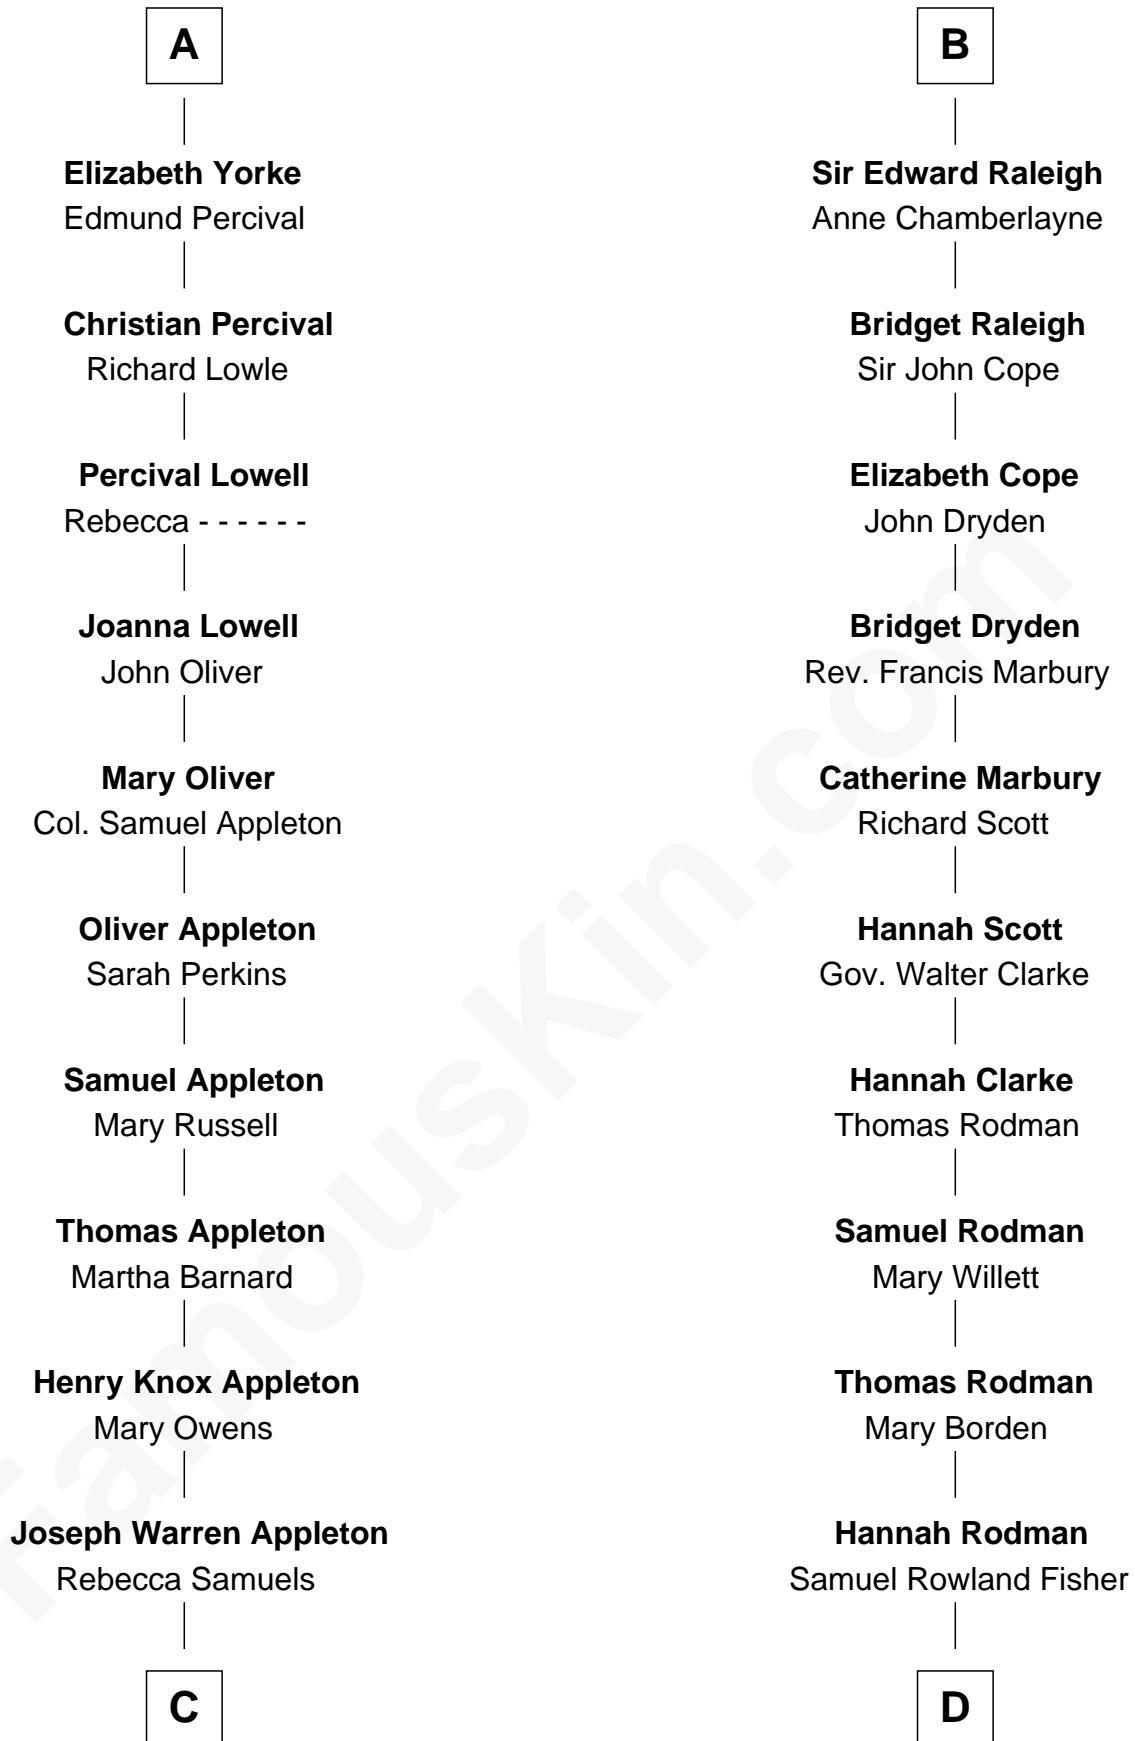 A
Elizabeth Yorke
Edmund Percival
Christian Percival
Richard Lowle
Percival Lowell
Rebecca - - - - - -
Joanna Lowell
John Oliver
Mary Oliver
Col. Samuel Appleton
Oliver Appleton
Sarah Perkins
Samuel Appleton
Mary Russell
Thomas Appleton
Martha Barnard
Henry Knox Appleton
Mary Owens
Joseph Warren Appleton
Rebecca Samuels
C
B
Sir Edward Raleigh
Anne Chamberlayne
Bridget Raleigh
Sir John Cope
Elizabeth Cope
John Dryden
Bridget Dryden
Rev. Francis Marbury
Catherine Marbury
Richard Scott
Hannah Scott
Gov. Walter Clarke
Hannah Clarke
Thomas Rodman
Samuel Rodman
Mary Willett
Thomas Rodman
Mary Borden
Hannah Rodman
Samuel Rowland Fisher
D
FamousKin.com